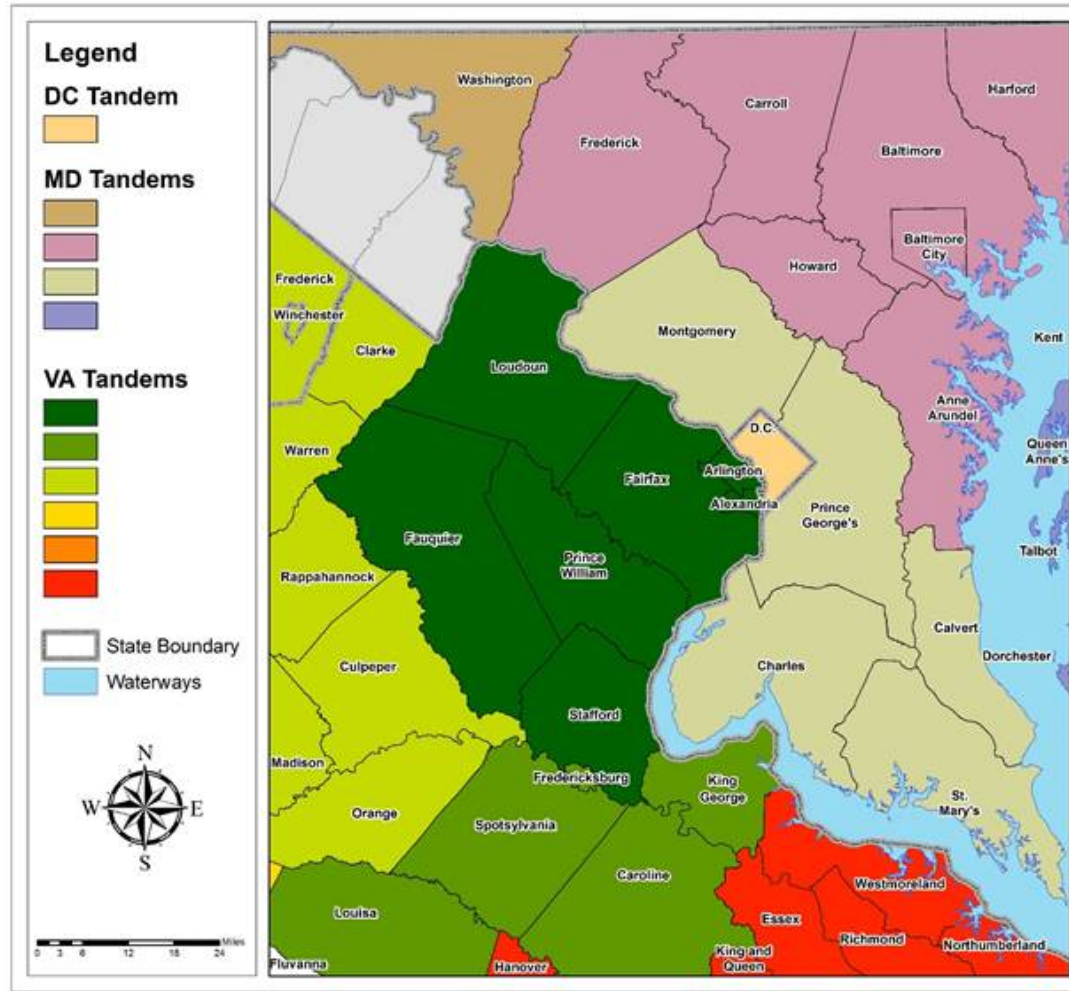 Legend
DC Tandem
MD Tandems
VA Tandems
State Boundary
Waterways
N
W
E
S
Miles
0 3 6 12 18 24
Washington
Harford
Carroll
Frederick
Baltimore
Baltimore
City
Howard
Frederick
Winchester
Montgomery
Kent
Clarke
Loudoun
Anne
Arundel
D.C.
Queen
Anne's
Warren
Arlington
Fairfax
Alexandria
Prince
George's
Fauquier
Talbot
Prince
William
Rappahannock
Calvert
Dorchester
Culpeper
Charles
Stafford
Madison
Fredericksburg
King
George
St.
Mary's
Orange
Spotsylvania
Caroline
Westmoreland
Louisa
Essex
Richmond
Northumberland
King and
Queen
Fluvanna
Hanover